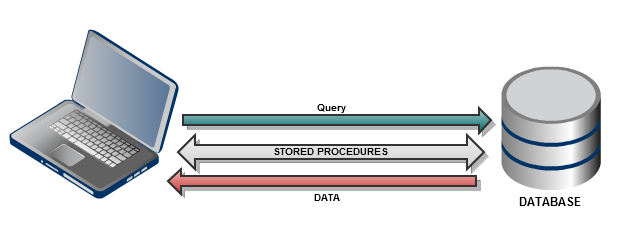 Query
STORED PROCEDURES
DATA
DATABASE